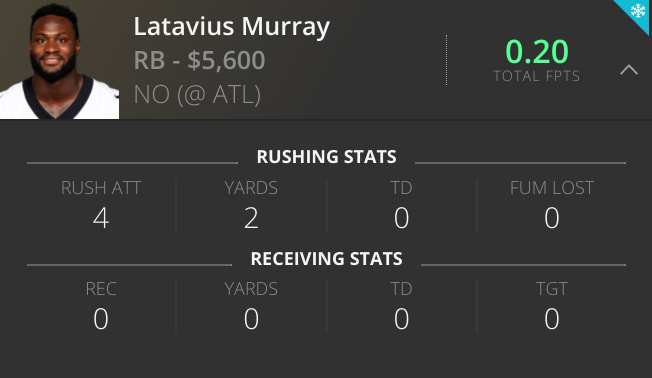 Latavius Murray
RB - $5,600
NO (@ ATL)
0.20
TOTAL FPTS
RUSHING STATS
RUSH ATT YARDS TD FUM LOST
4 2 0 0
RECEIVING STATS
REC YARDS TD TGT
0 0 0 0